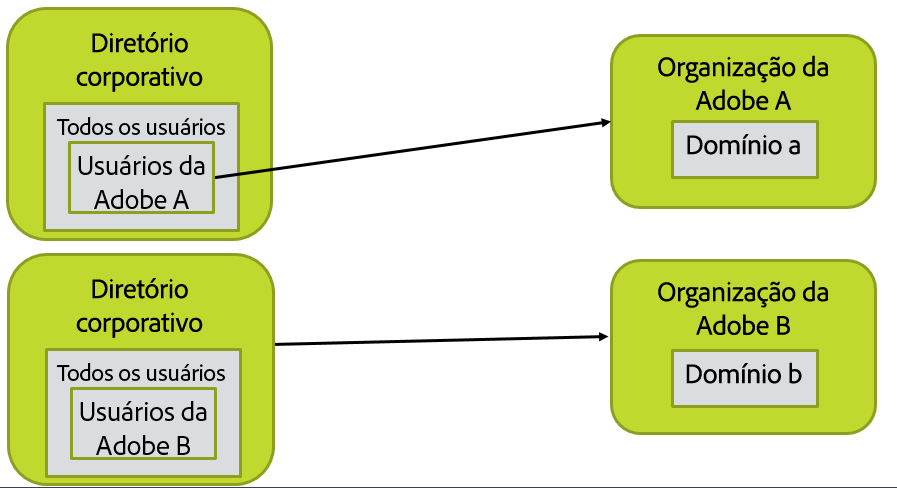 Diretório
corporativo
Todos os usuários
Usuários da
Adobe A
Organização da
Adobe A
Domínio a
Diretório
corporativo
Todos os usuários
Usuários da
Adobe B
Organização da
Adobe B
Domínio b